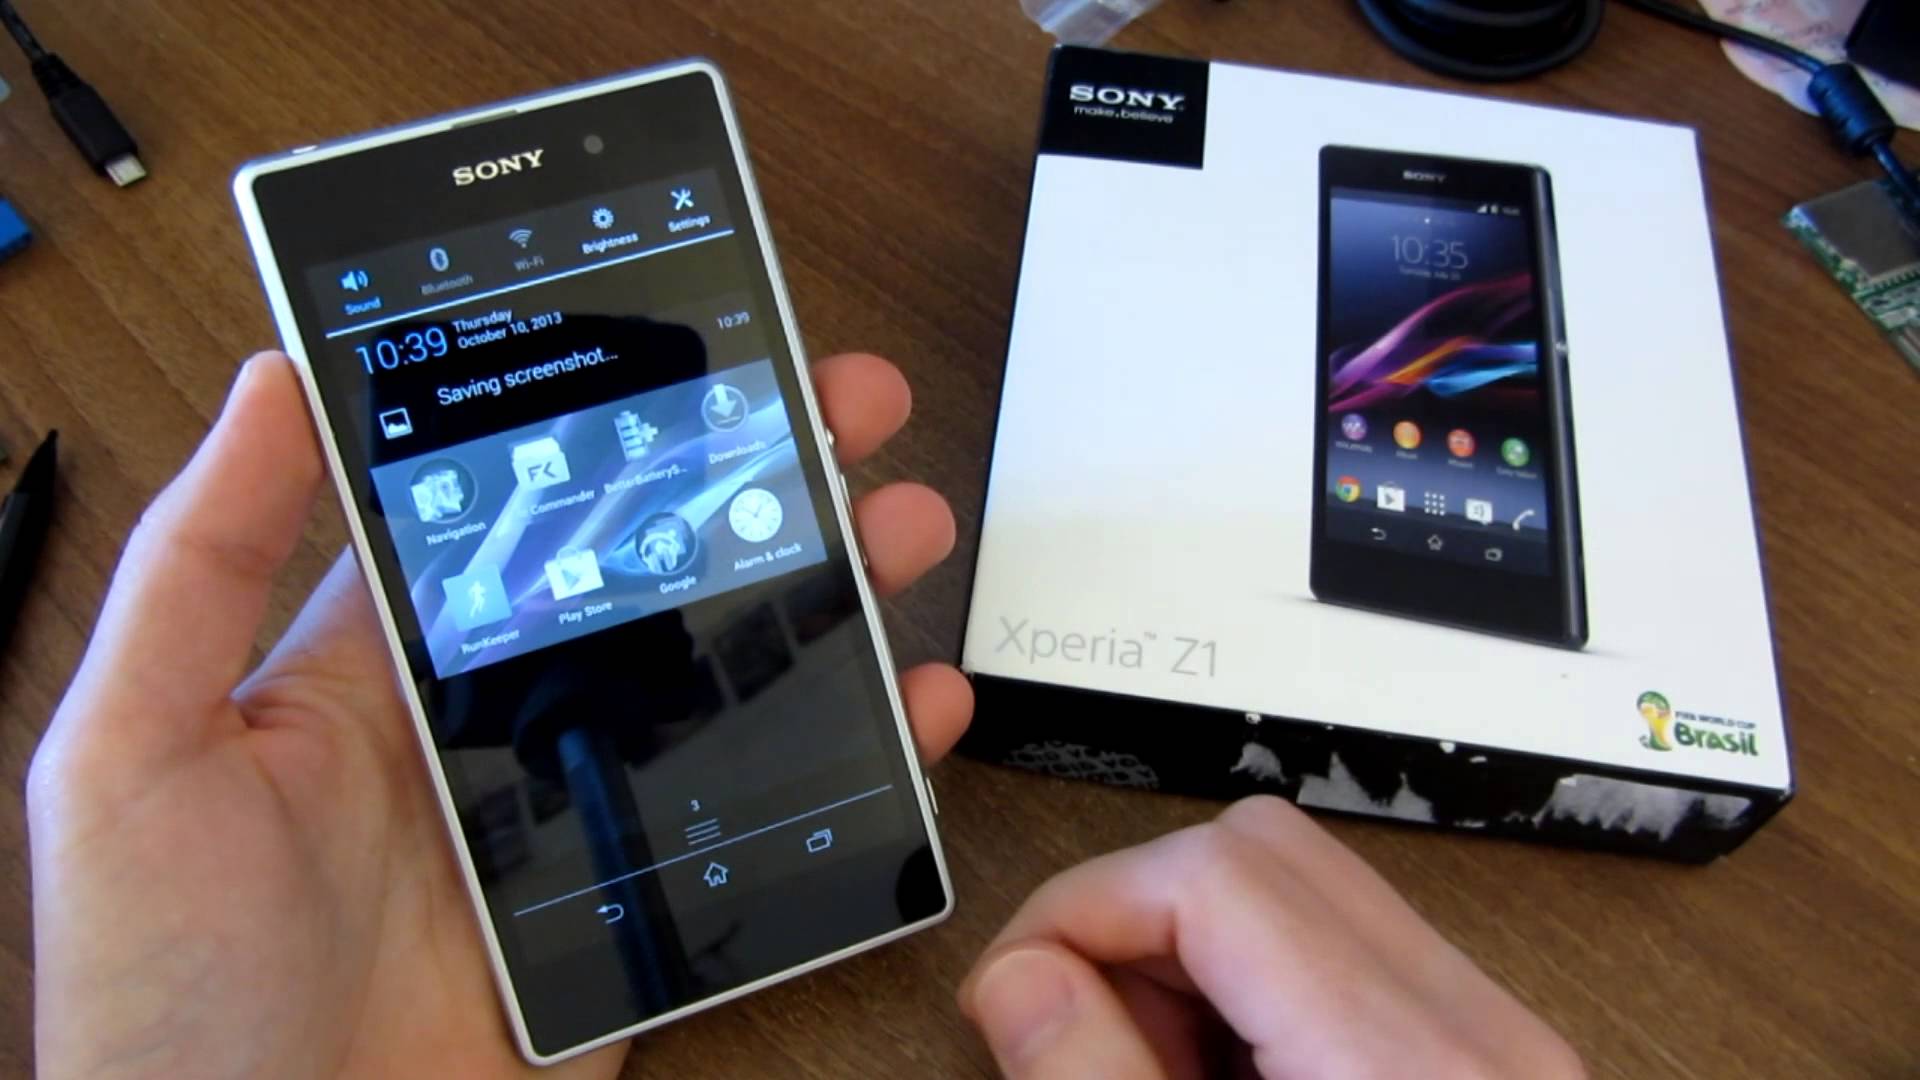 SONY
Sound
Bluetooth
Wi-Fi
Brightness
Settings
10:39
Thursday
October 10, 2013
10:39
Saving screenshot...
Navigation
Commander
BetterBatteryS...
Downloads
RunKeeper
Play Store
Google
Alarm & clock
3
SONY
make.believe
SONY
10:35
Xperia™ Z1
FIFA WORLD CUP
Brasil